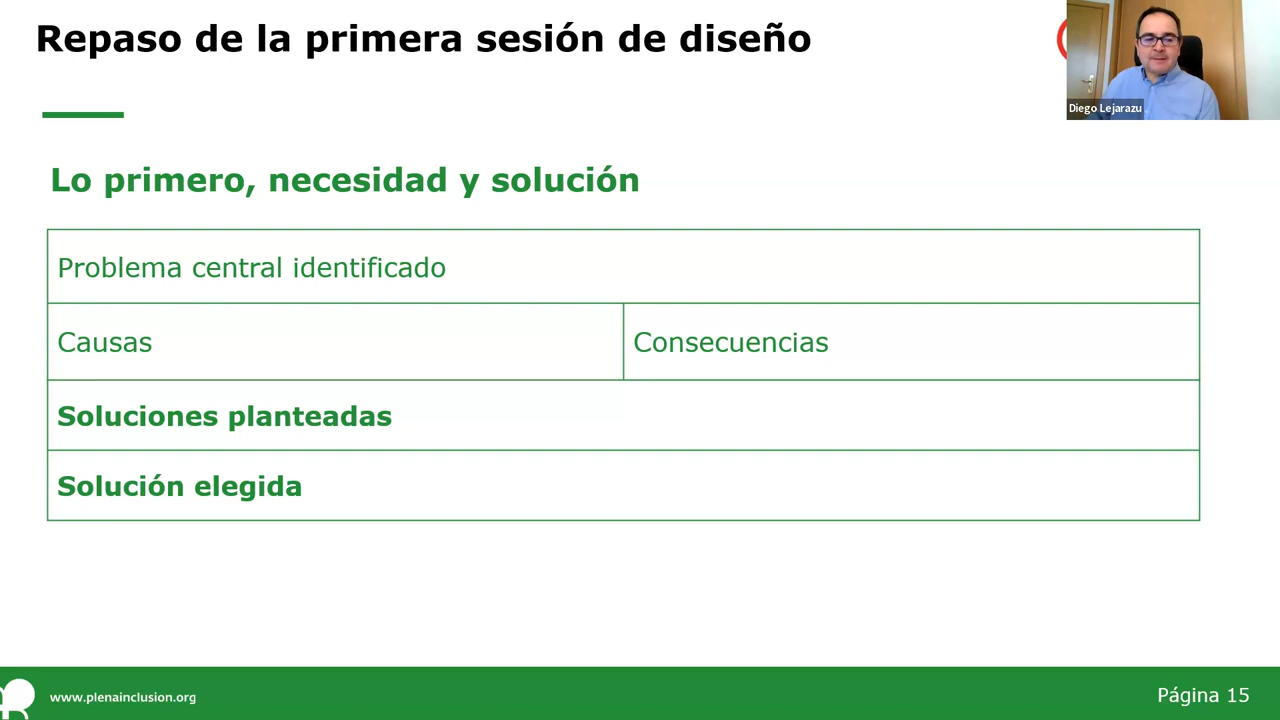 Repaso de la primera sesión de diseño
Diego Lejarazu
Lo primero, necesidad y solución
Problema central identificado
Causas
Consecuencias
Soluciones planteadas
Solución elegida
www.plenainclusion.org
Página 15